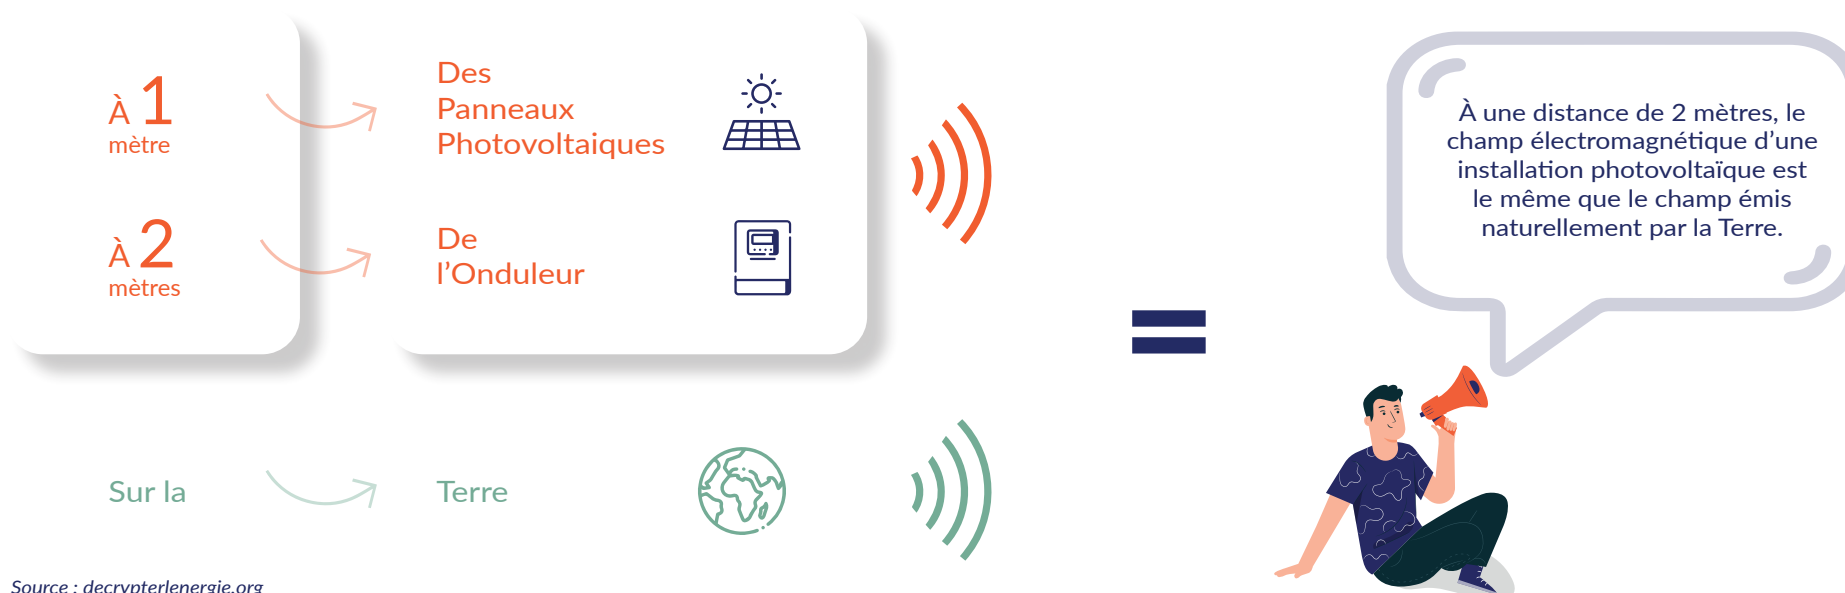 À 1
mètre
Des
Panneaux
Photovoltaiques
À 2
mètres
De
l’Onduleur
Sur la
Terre
À une distance de 2 mètres, le
champ électromagnétique d’une
installation photovoltaïque est
le même que le champ émis
naturellement par la Terre.
Source : decrypterlenergie.org